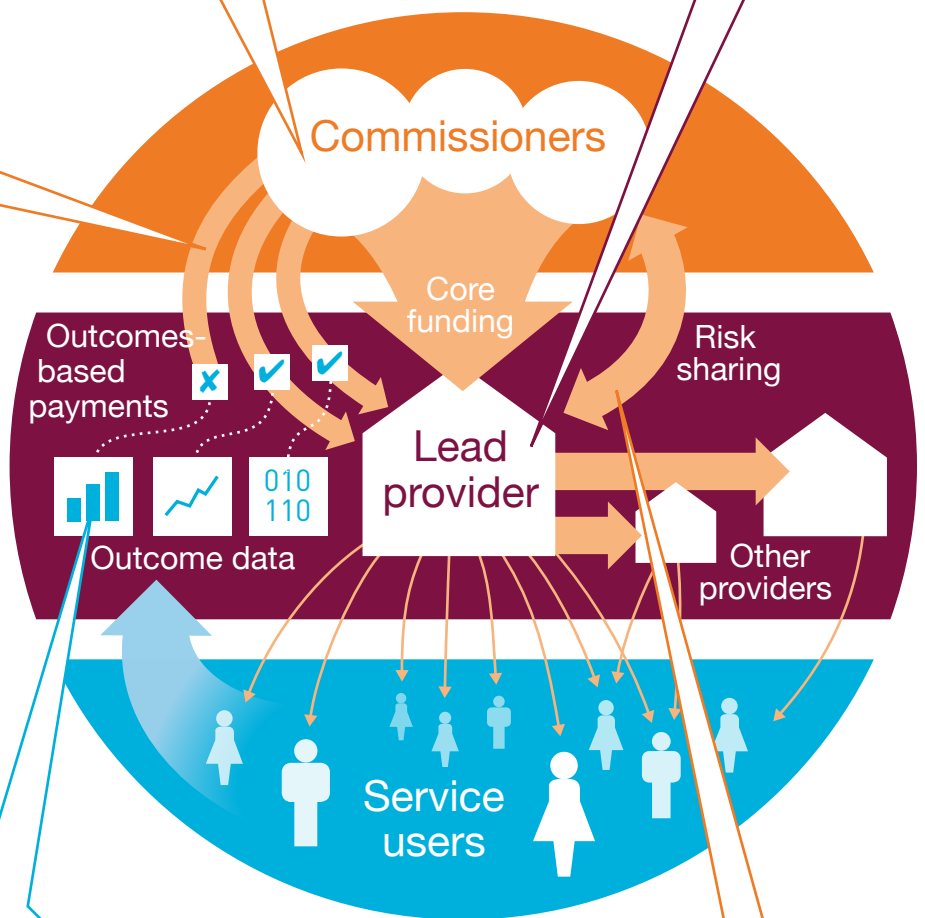 Commissioners
Core
funding
Outcomes-
based
payments
Risk
sharing
Lead
provider
010
110
Outcome data
Other
providers
Service
users